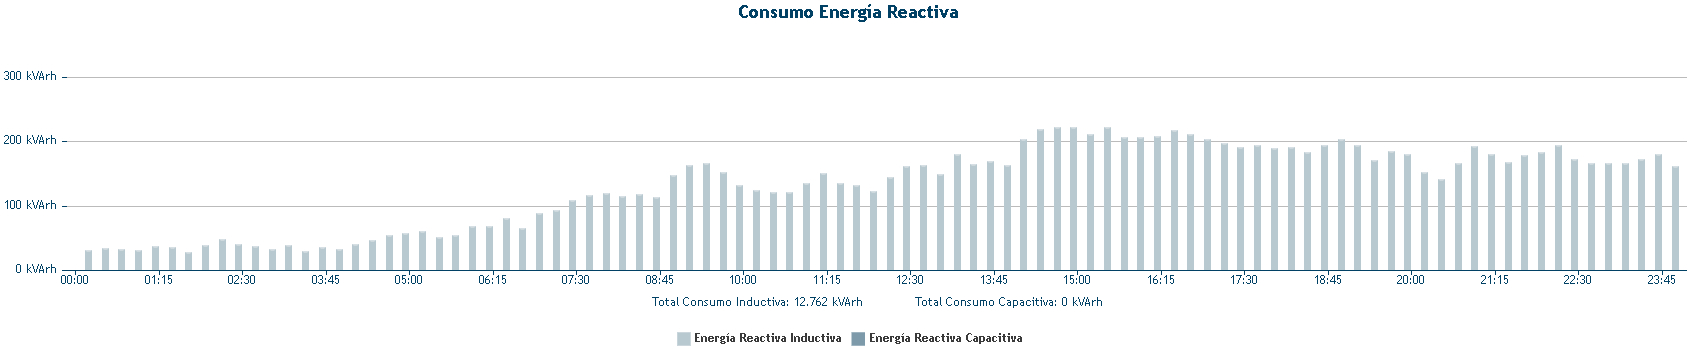 Consumo Energía Reactiva
300 kVArh
200 kVArh
100 kVArh
0 kVArh
00:00 01:15 02:30 03:45 05:00 06:15 07:30 08:45 10:00 11:15 12:30 13:45 15:00 16:15 17:30 18:45 20:00 21:15 22:30 23:45
Total Consumo Inductiva: 12.762 kVArh Total Consumo Capacitiva: 0 kVArh
Energía Reactiva Inductiva Energía Reactiva Capacitiva